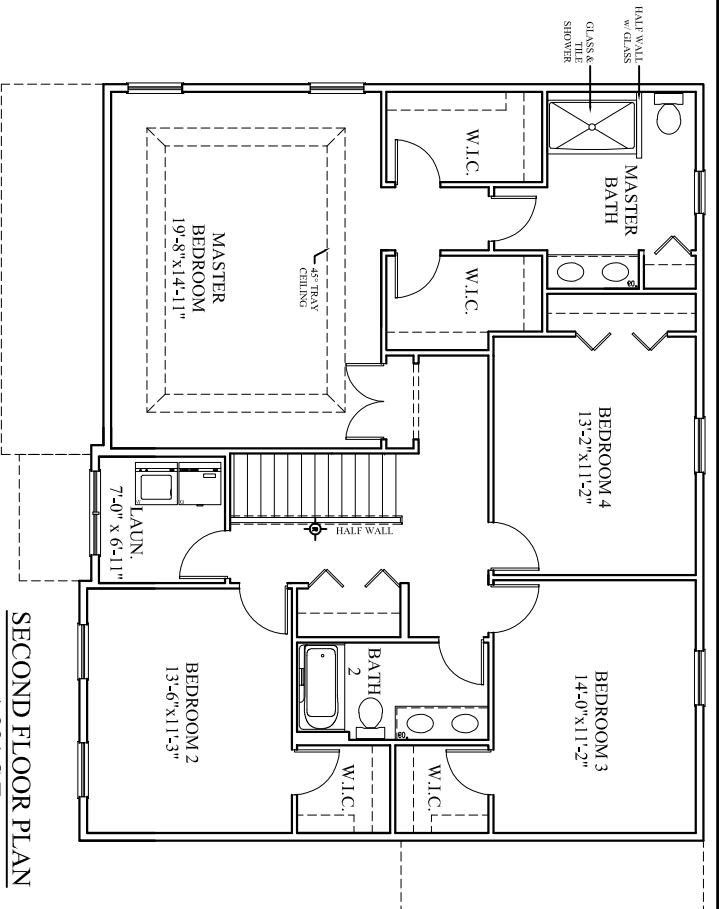 HALF WALL
w/ GLASS
GLASS &
TILE
SHOWER
W.I.C.
MASTER
BATH
W.I.C.
MASTER
BEDROOM
19'-8"x14'-11"
45° TRAY
CEILING
BEDROOM 4
13'-2"x11'-2"
LAUN.
7'-0" x 6'-11"
HALF WALL
BEDROOM 2
13'-6"x11'-3"
BATH
2
BEDROOM 3
14'-0"x11'-2"
W.I.C.
W.I.C.
SECOND FLOOR PLAN